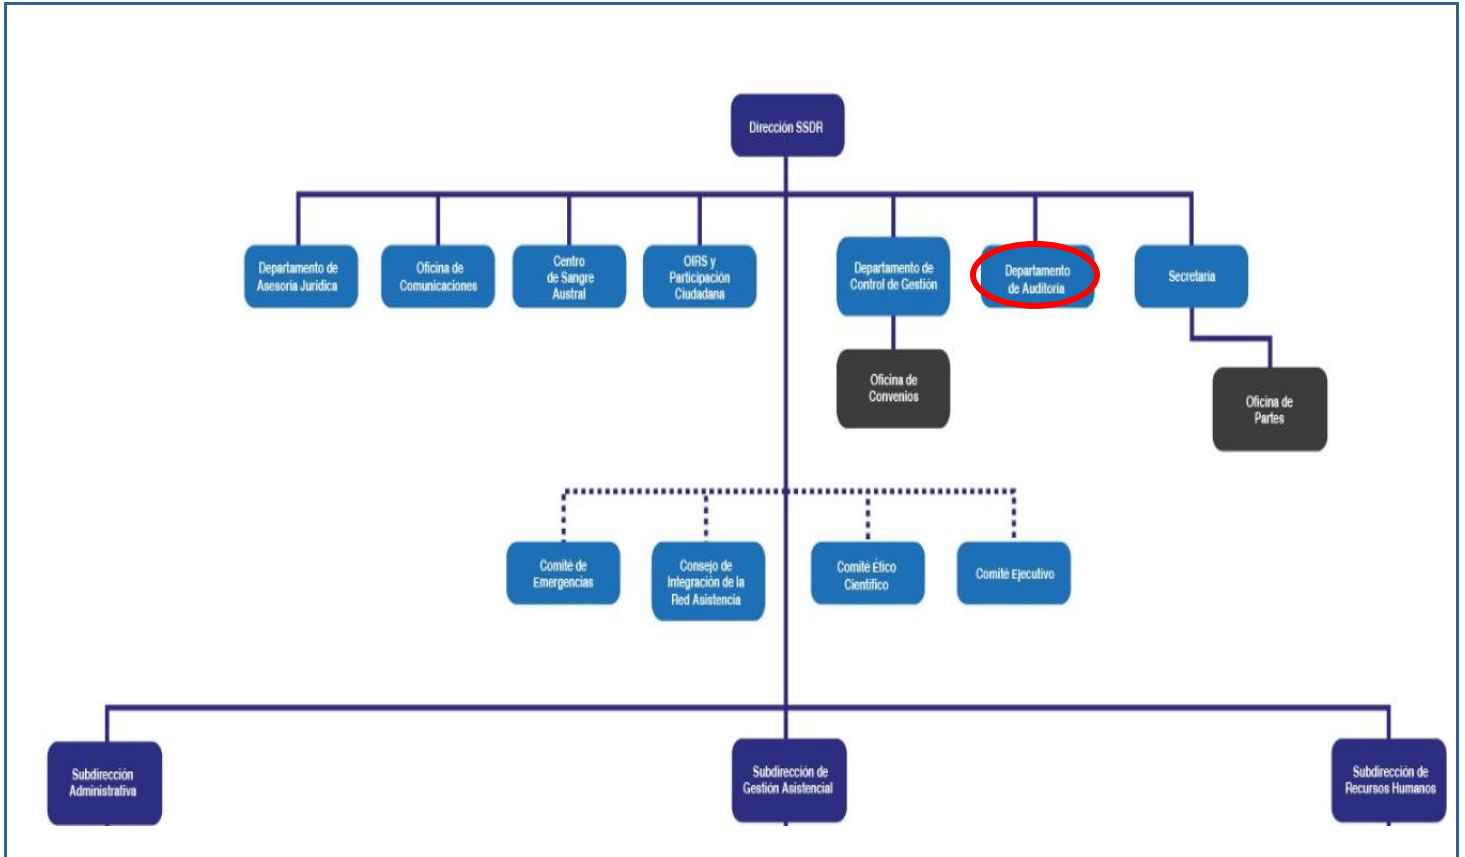 Dirección SSDR
Departamento de
Asesoría Jurídica
Oficina de
Comunicaciones
Centro
de Sangre
Austral
OIRS y
Participación
Ciudadana
Departamento de
Control de Gestión
Departamento
de Auditoría
Secretaria
Oficina de
Convenios
Oficina de
Partes
Comité de
Emergencias
Consejo de
Integración de la
Red Asistencia
Comité Ético
Científico
Comité Ejecutivo
Subdirección
Administrativa
Subdirección de
Gestión Asistencial
Subdirección de
Recursos Humanos